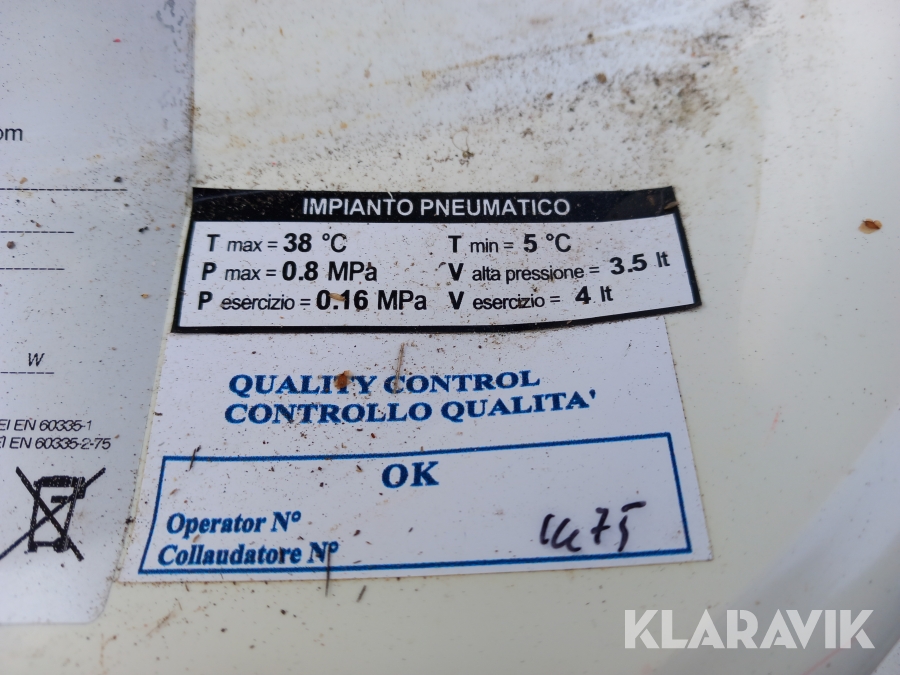 om
IMPIANTO PNEUMATICO
T max = 38 °C T min = 5 °C
P max = 0.8 MPa V alta pressione = 3.5 lt
P esercizio = 0.16 MPa V esercizio = 4 lt
W
EI EN 60335-1
EI EN 60335-2-75
QUALITY CONTROL
CONTROLLO QUALITA'
OK
Operator N°
Collaudatore N°
1475
KLARAVIK